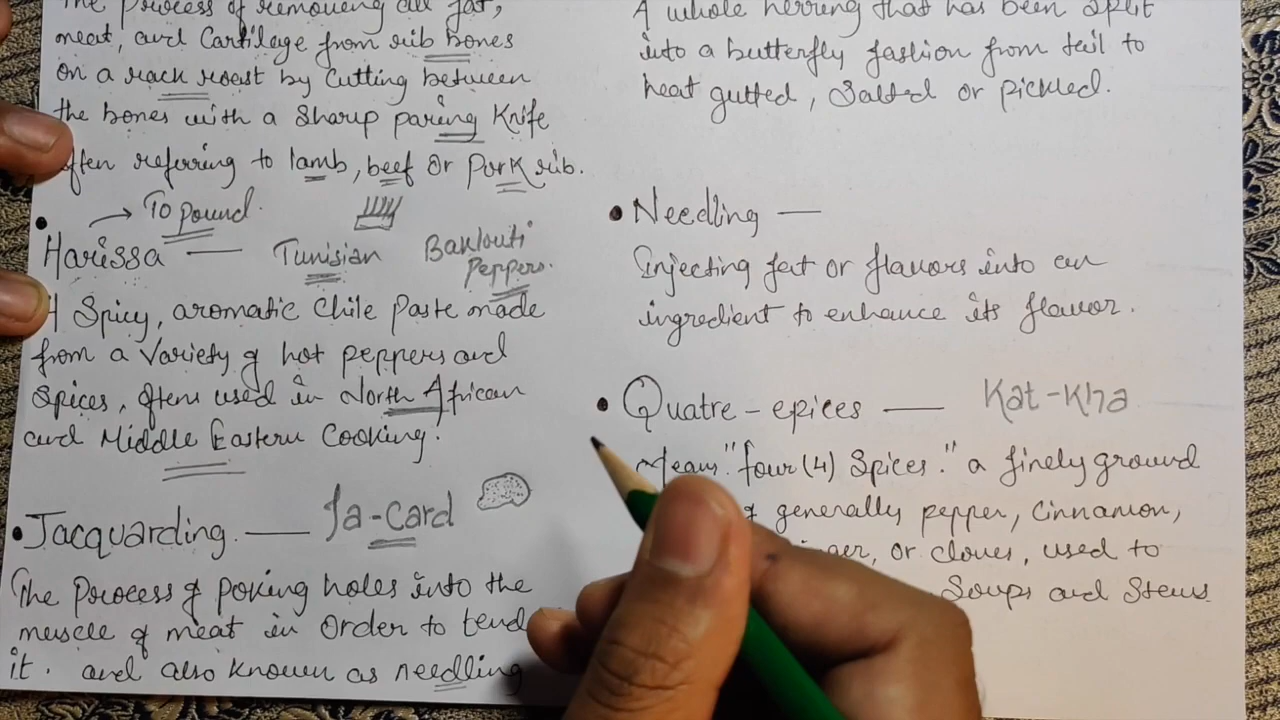 The Process of removeing all fat,
meat, and Cartilage from rib bones
on a rack roast by Cutting between
the bones with a Sharp paring Knife
often referring to lamb, beef or Pork rib.
To pound.
Harissa — Tunisian Baklouti
Peppers.
A Spicy, aromatic Chile Paste made
from a Variety of hot peppers and
Spices, often used in North African
and Middle Eastern Cooking.
• Jacquarding — Ja-Card
The Process of poking holes into the
muscle of meat in Order to tend
it. and also known as needling
A whole herring that has been Split
into a butterfly fashion from tail to
heat gutted, Salted or pickled.
• Needling —
Injecting fat or flavors into an
ingredient to enhance its flavor.
• Quatre-epices — Kat-Kha
Means "four (4) Spices." a finely ground
generally pepper, Cinnamon,
or cloves, used to
Soups and Stews